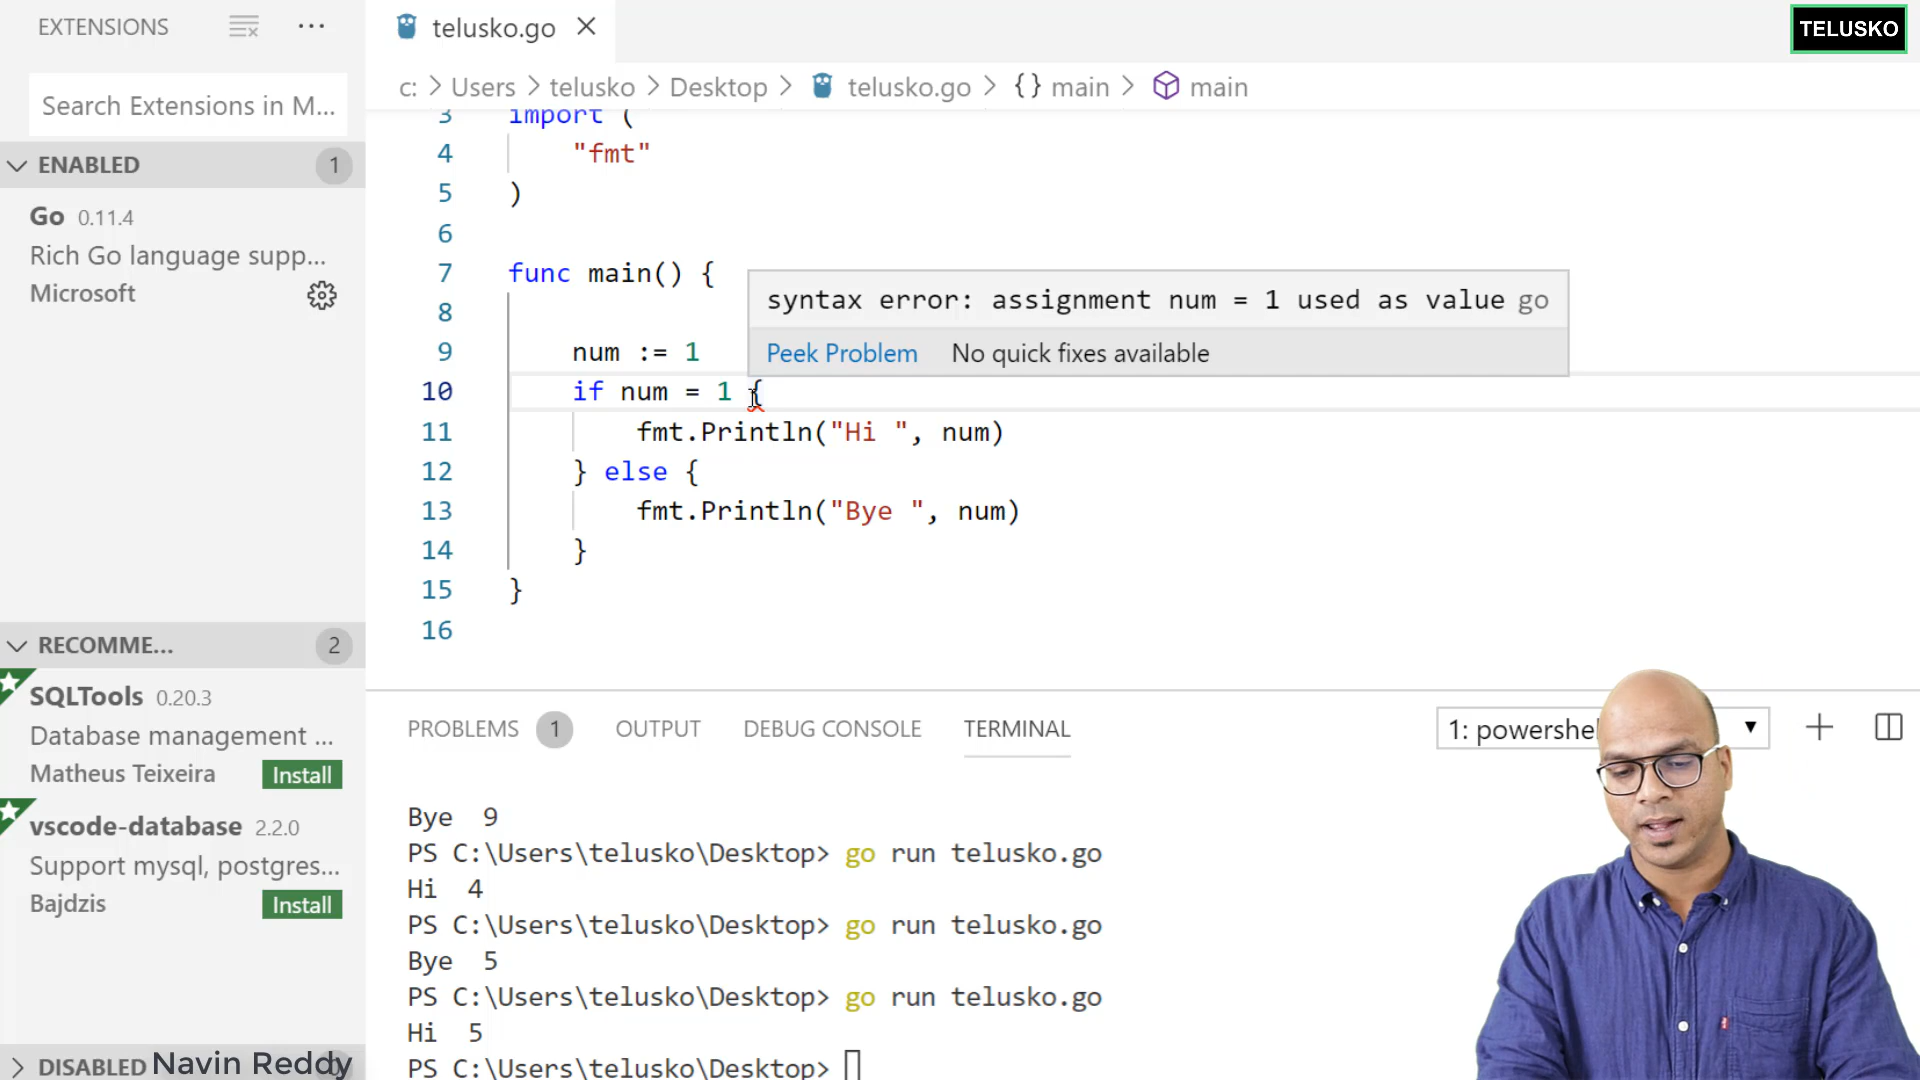 EXTENSIONS
telusko.go
TELUSKO
Search Extensions in M...
c: > Users > telusko > Desktop > telusko.go > {} main > main
ENABLED 1
Go 0.11.4
Rich Go language supp...
Microsoft
3 import (
4 "fmt"
5 )
6
7 func main() {
8
9 num := 1
10 if num = 1 {
11 fmt.Println("Hi ", num)
12 } else {
13 fmt.Println("Bye ", num)
14 }
15 }
16
syntax error: assignment num = 1 used as value go
Peek Problem No quick fixes available
RECOMME... 2
SQLTools 0.20.3
Database management ...
Matheus Teixeira Install
vscode-database 2.2.0
Support mysql, postgres...
Bajdzis Install
DISABLED
Navin Reddy
PROBLEMS 1 OUTPUT DEBUG CONSOLE TERMINAL
1: powershel
Bye  9
PS C:\Users\telusko\Desktop> go run telusko.go
Hi  4
PS C:\Users\telusko\Desktop> go run telusko.go
Bye  5
PS C:\Users\telusko\Desktop> go run telusko.go
Hi  5
PS C:\Users\telusko\Desktop>